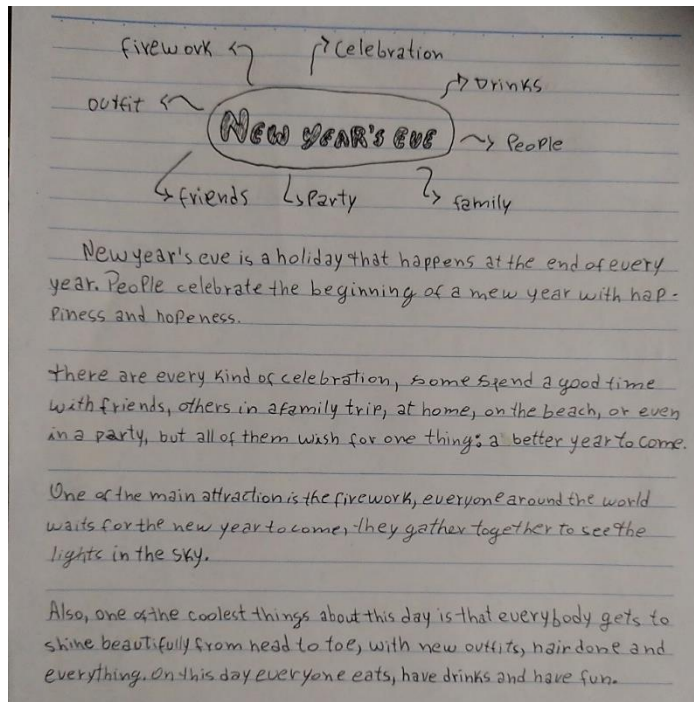 firework
Celebration
outfit
Drinks
New Year's Eve
People
friends
Party
family
New year's eve is a holiday that happens at the end of every
year. People celebrate the beginning of a mew year with hap-
Piness and hopeness.
there are every kind of celebration, some spend a good time
with friends, others in a family trip, at home, on the beach, or even
in a party, but all of them wish for one thing: a better year to come.
One of the main attraction is the firework, everyone around the world
waits for the new year to come, they gather together to see the
lights in the sky.
Also, one of the coolest things about this day is that everybody gets to
shine beautifully from head to toe, with new outfits, hair done and
everything. On this day everyone eats, have drinks and have fun.